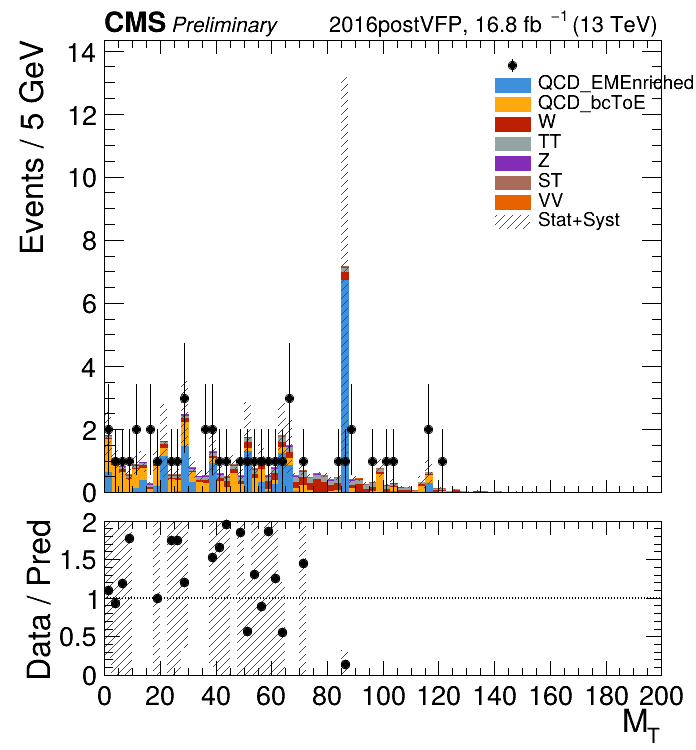 CMS Preliminary 2016postVFP, 16.8 fb⁻¹ (13 TeV)
Events / 5 GeV
14
12
10
8
6
4
2
0
QCD_EMEnriched
QCD_bcToE
W
TT
Z
ST
VV
Stat+Syst
Data / Pred
2
1.5
1
0.5
0
0 20 40 60 80 100 120 140 160 180 200
M_T